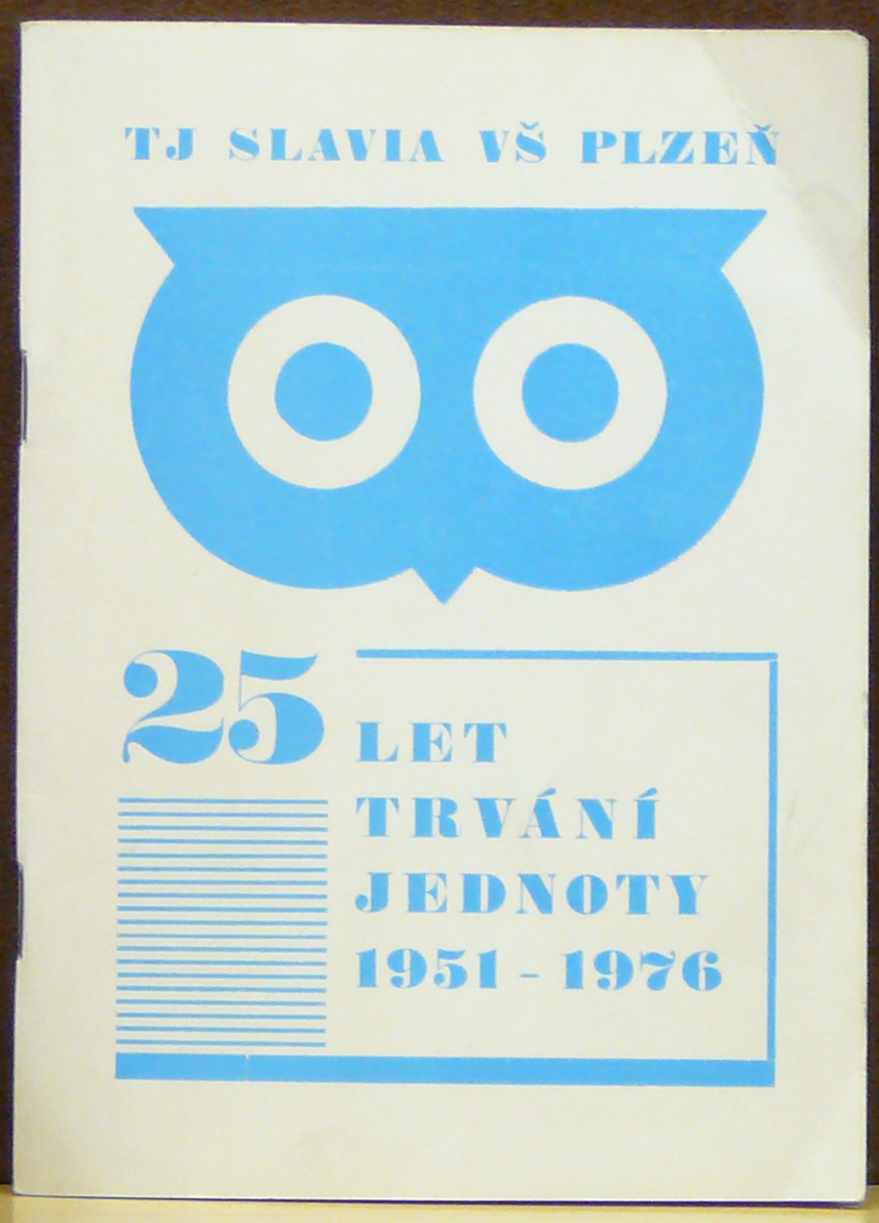 TJ SLAVIA VŠ PLZEŇ
25 LET
TRVÁNÍ
JEDNOTY
1951 - 1976